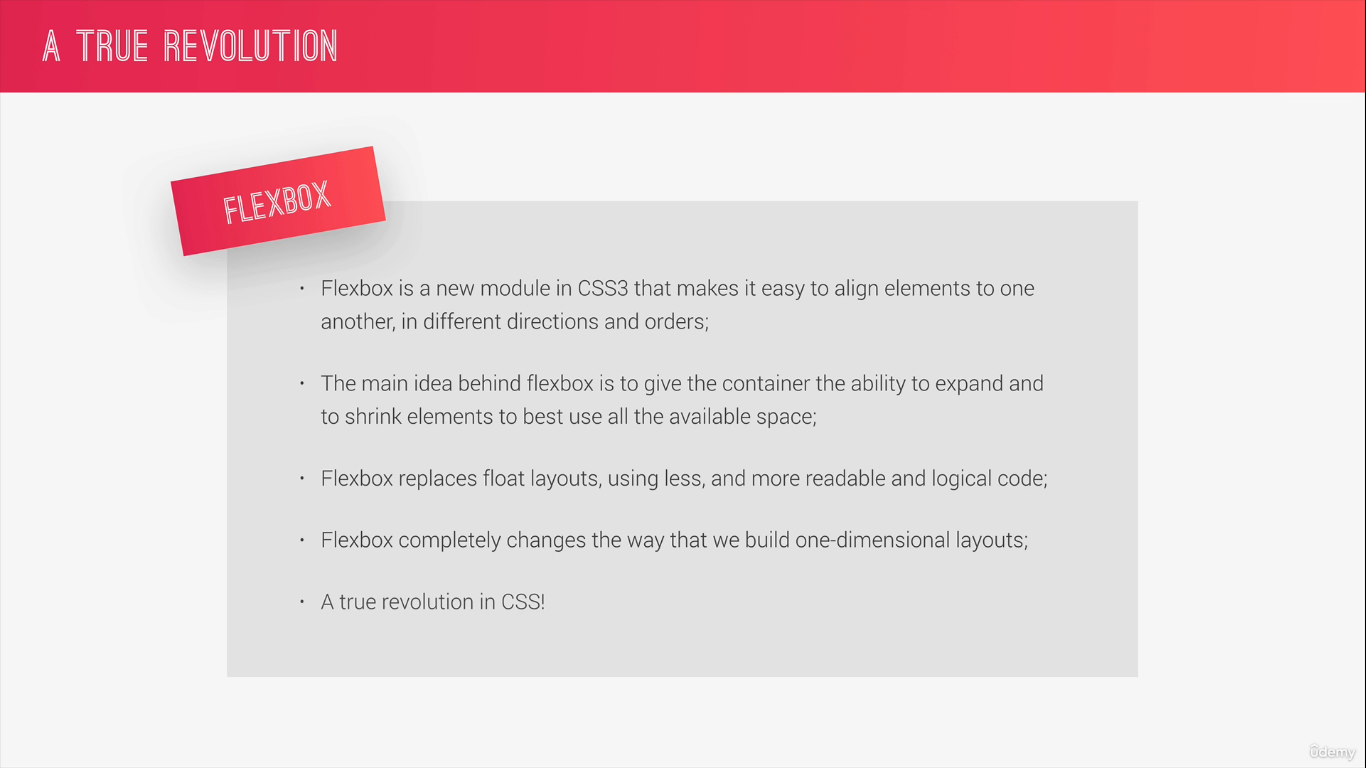 A TRUE REVOLUTION
FLEXBOX
• Flexbox is a new module in CSS3 that makes it easy to align elements to one
another, in different directions and orders;
• The main idea behind flexbox is to give the container the ability to expand and
to shrink elements to best use all the available space;
• Flexbox replaces float layouts, using less, and more readable and logical code;
• Flexbox completely changes the way that we build one-dimensional layouts;
• A true revolution in CSS!
ûdemy